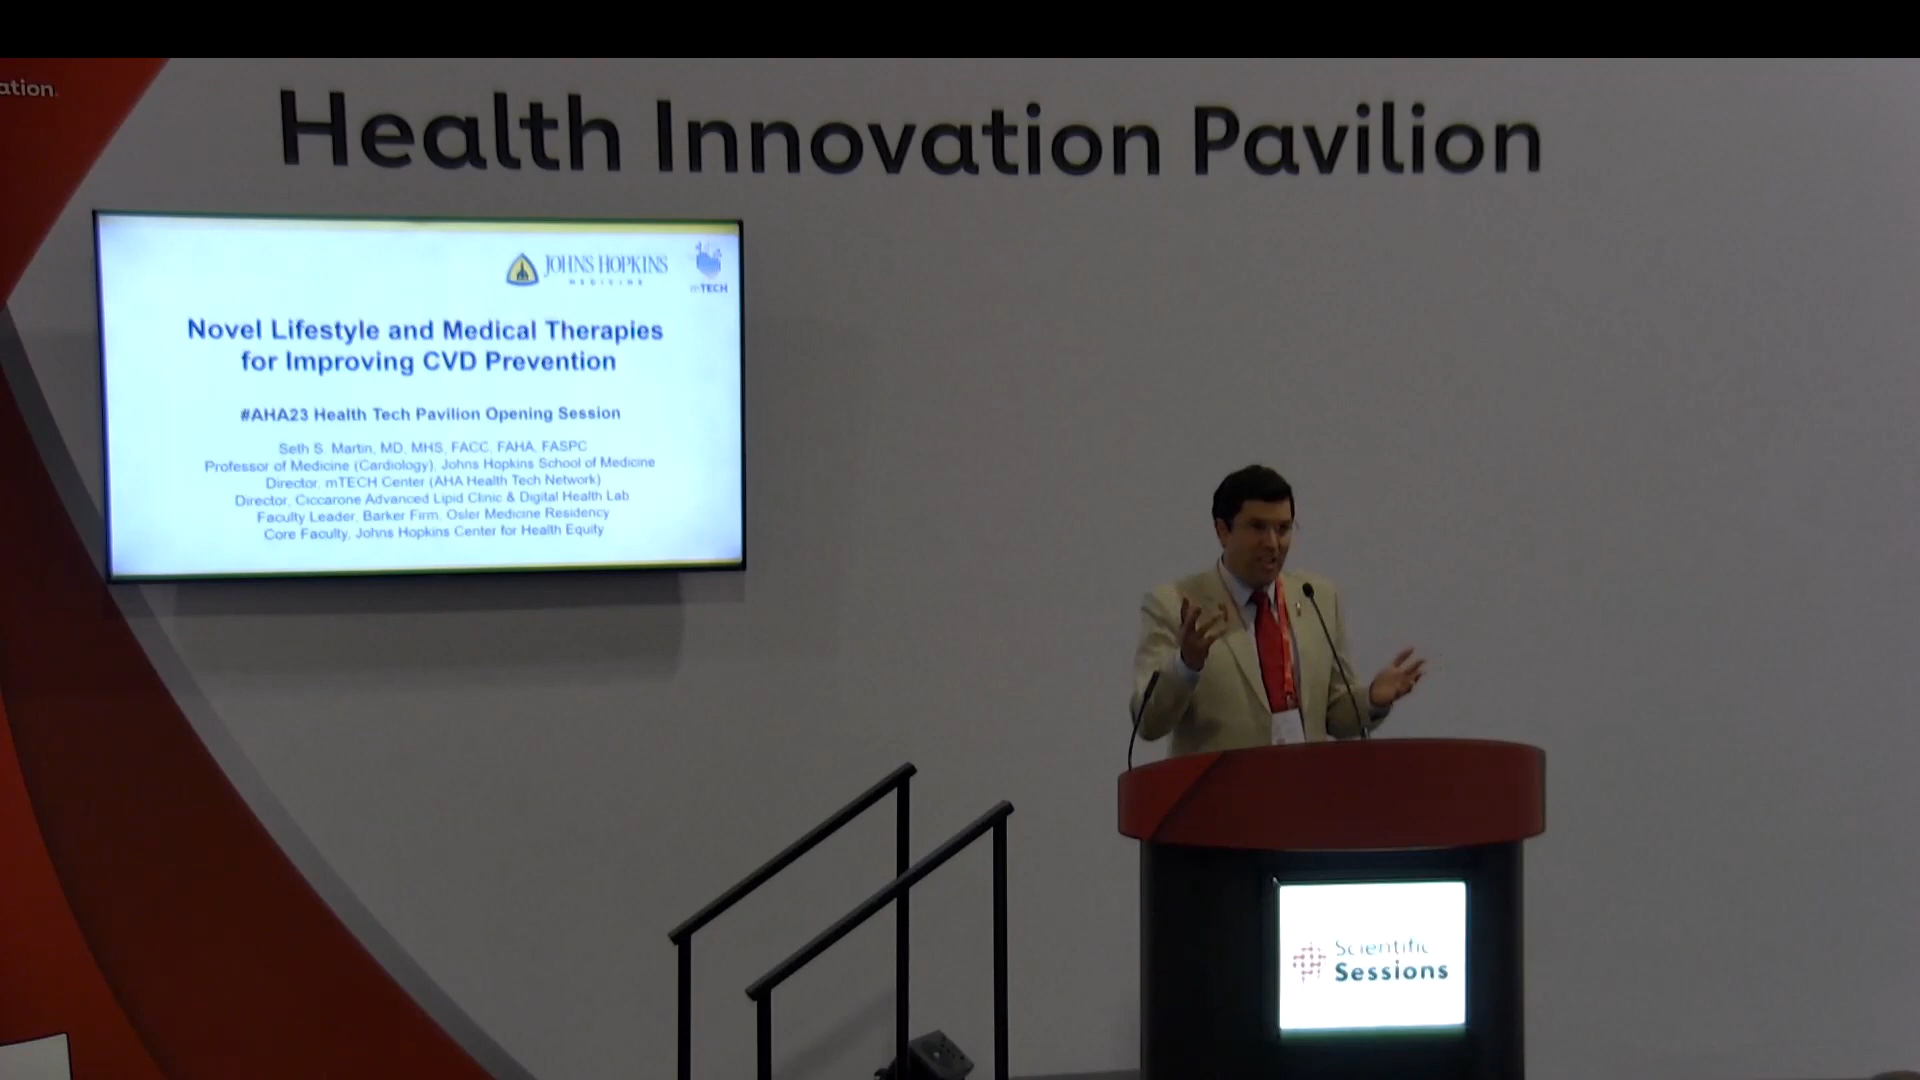 ation.
Health Innovation Pavilion
JOHNS HOPKINS
MEDICINE
mTECH
Novel Lifestyle and Medical Therapies
for Improving CVD Prevention
#AHA23 Health Tech Pavilion Opening Session
Seth S. Martin, MD, MHS, FACC, FAHA, FASPC
Professor of Medicine (Cardiology), Johns Hopkins School of Medicine
Director, mTECH Center (AHA Health Tech Network)
Director, Ciccarone Advanced Lipid Clinic & Digital Health Lab
Faculty Leader, Barker Firm, Osler Medicine Residency
Core Faculty, Johns Hopkins Center for Health Equity
Scientific
Sessions